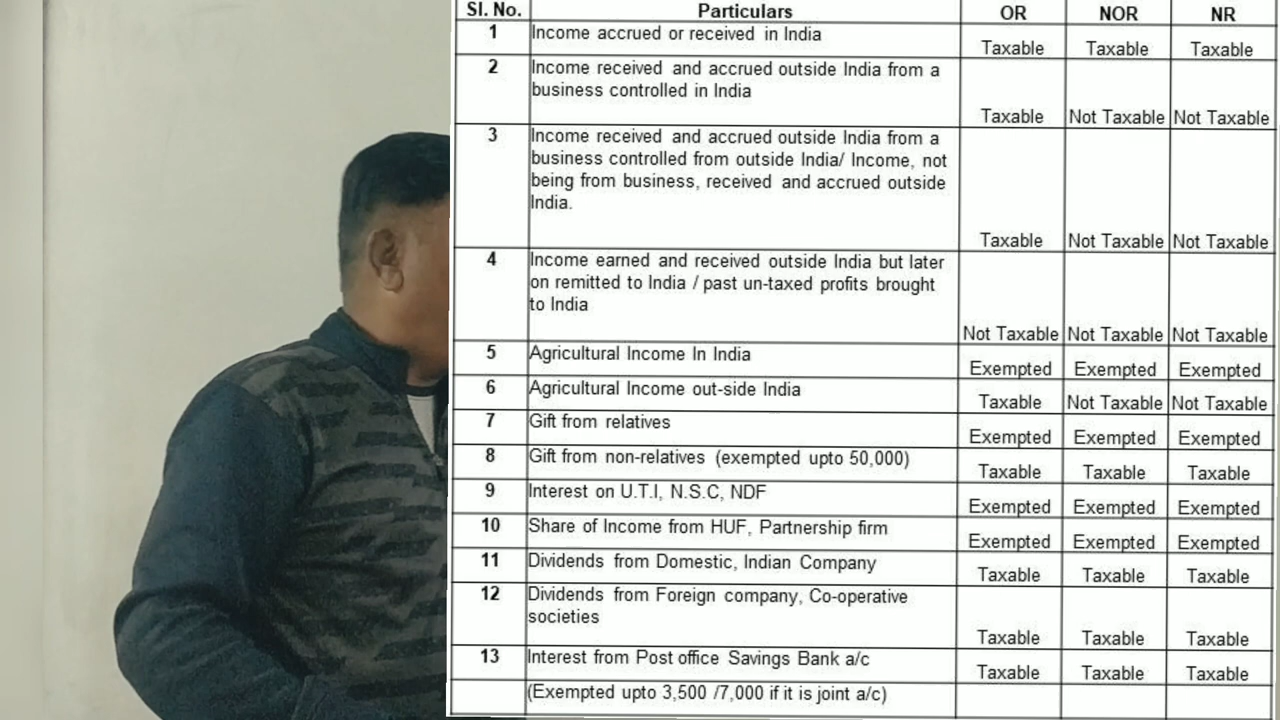 Sl. No. Particulars OR NOR NR
1 Income accrued or received in India Taxable Taxable Taxable
2 Income received and accrued outside India from a
business controlled in India
Taxable Not Taxable Not Taxable
3 Income received and accrued outside India from a
business controlled from outside India/ Income, not
being from business, received and accrued outside
India.
Taxable Not Taxable Not Taxable
4 Income earned and received outside India but later
on remitted to India / past un-taxed profits brought
to India
Not Taxable Not Taxable Not Taxable
5 Agricultural Income In India Exempted Exempted Exempted
6 Agricultural Income out-side India Taxable Not Taxable Not Taxable
7 Gift from relatives Exempted Exempted Exempted
8 Gift from non-relatives (exempted upto 50,000) Taxable Taxable Taxable
9 Interest on U.T.I, N.S.C, NDF Exempted Exempted Exempted
10 Share of Income from HUF, Partnership firm Exempted Exempted Exempted
11 Dividends from Domestic, Indian Company Taxable Taxable Taxable
12 Dividends from Foreign company, Co-operative
societies
Taxable Taxable Taxable
13 Interest from Post office Savings Bank a/c Taxable Taxable Taxable
(Exempted upto 3,500 /7,000 if it is joint a/c)